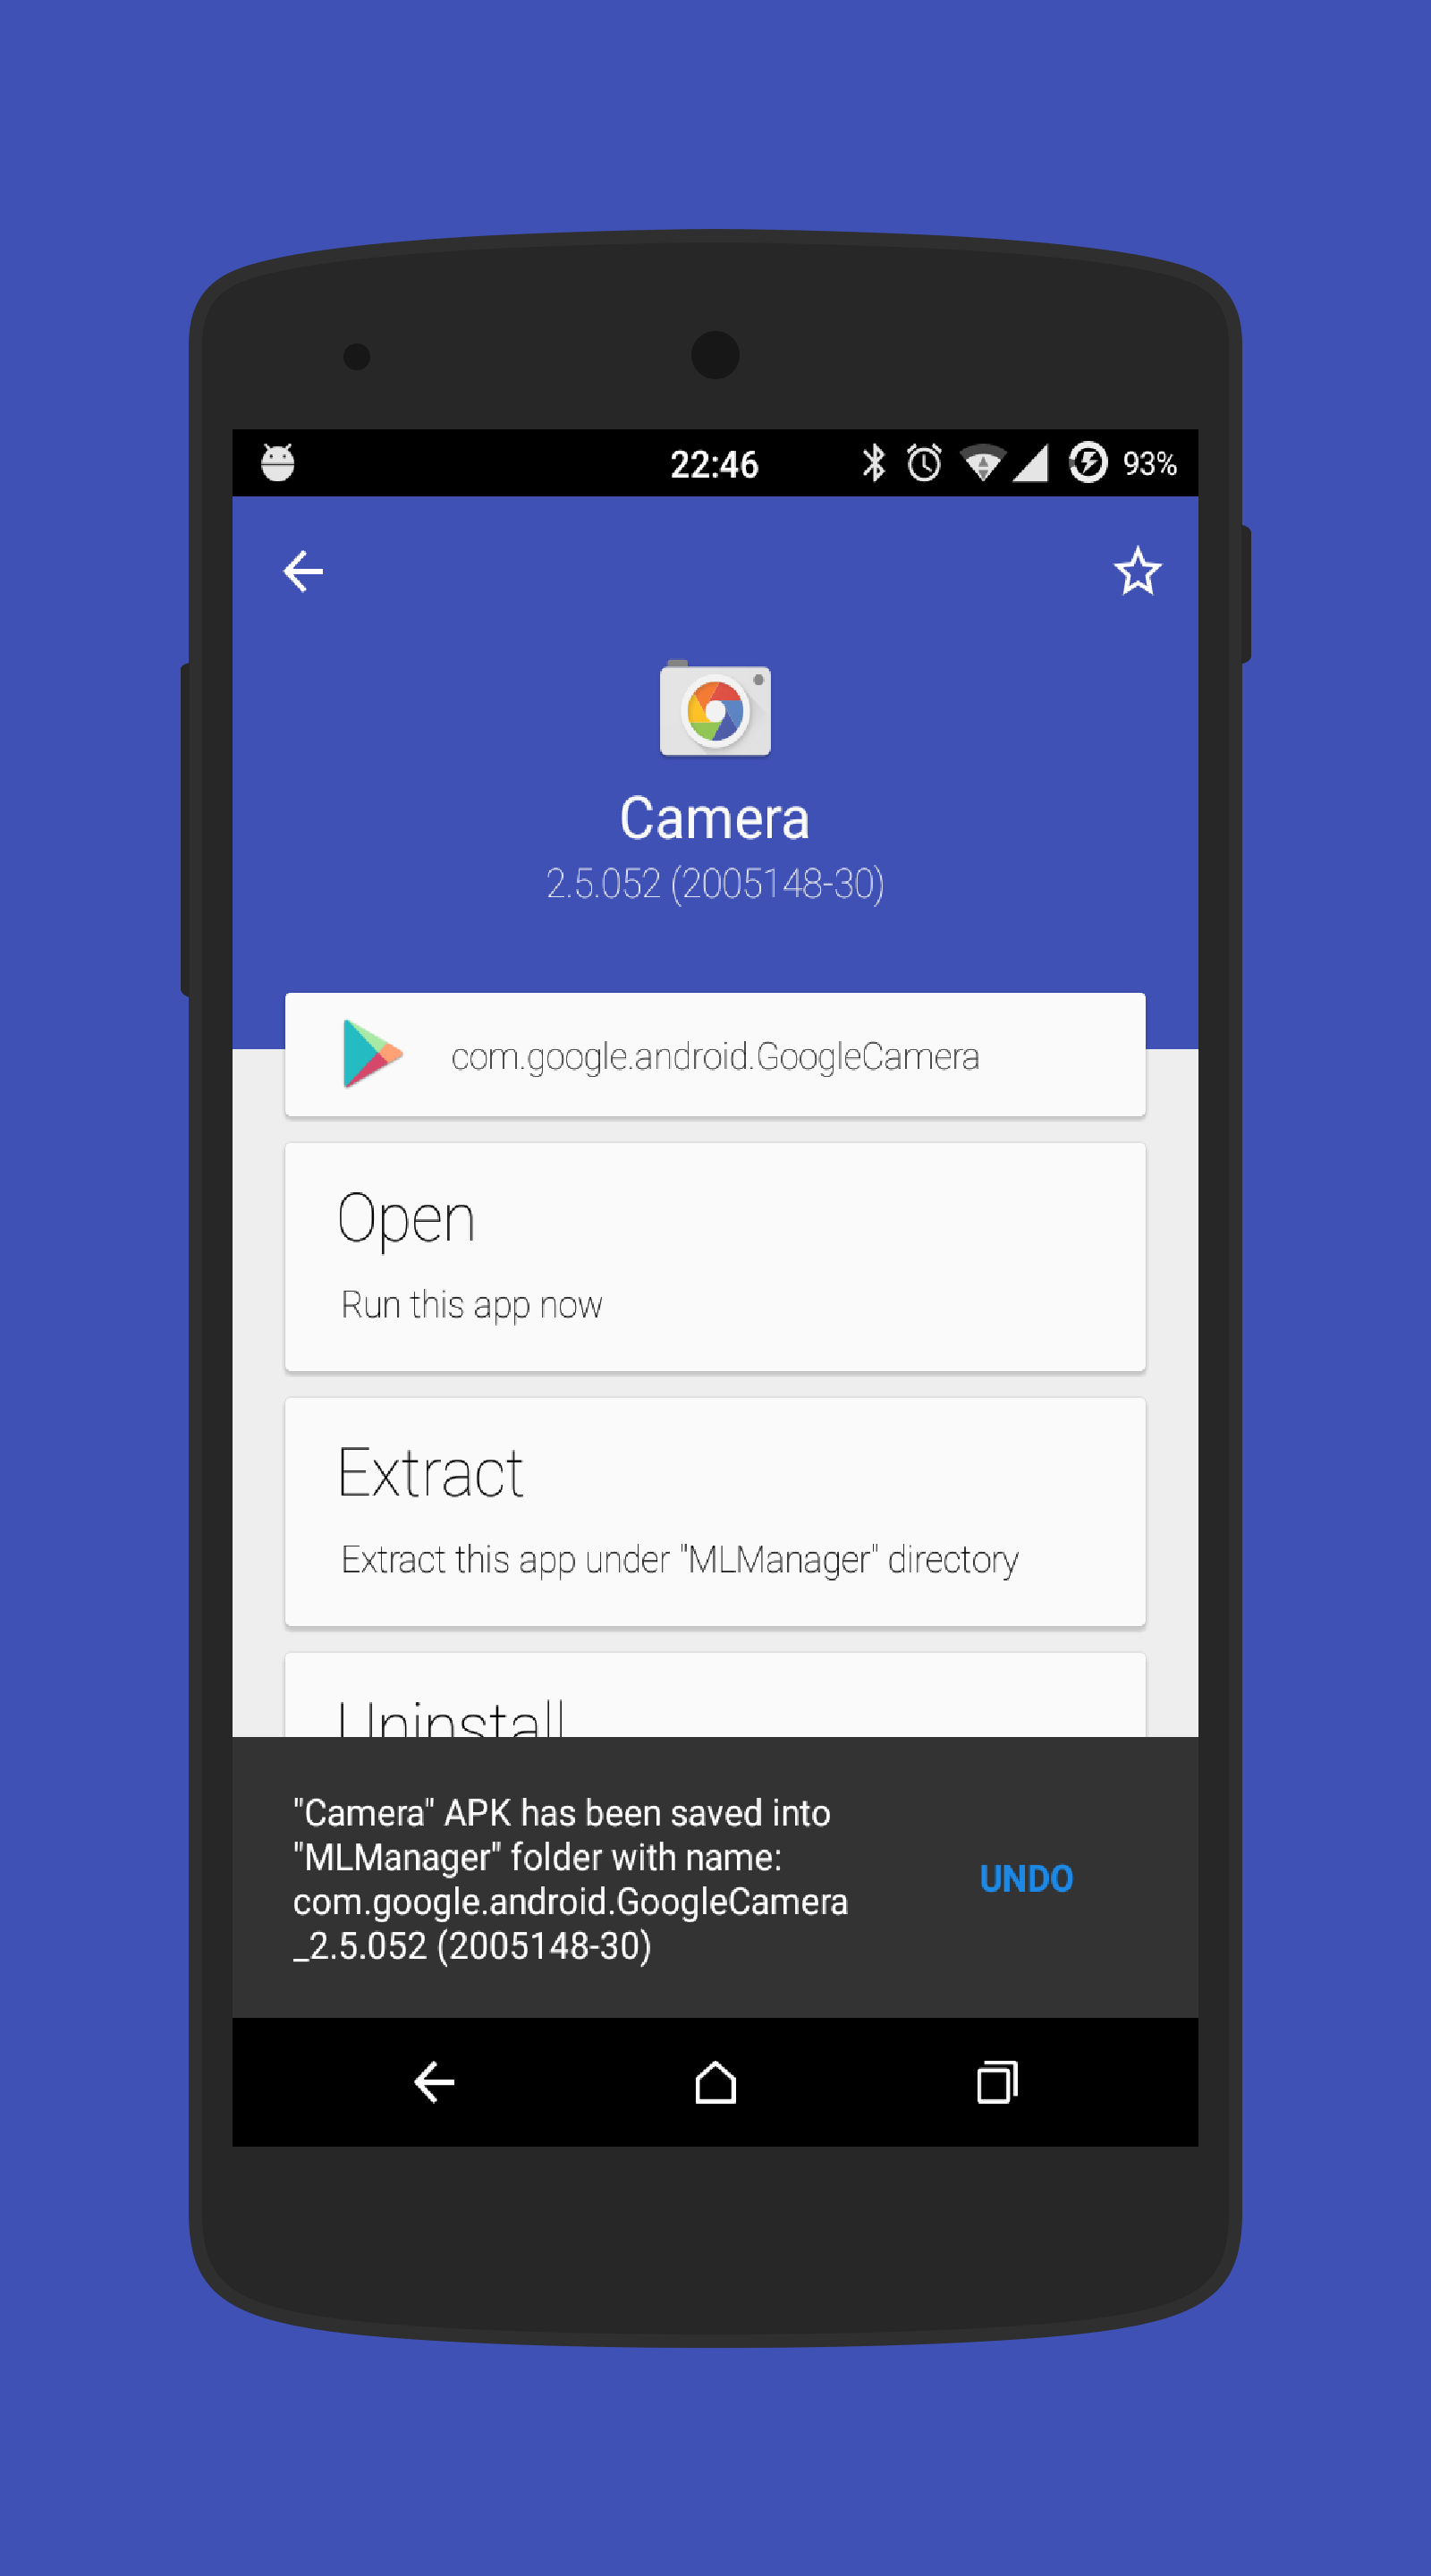 22:46 93%
Camera
2.5.052 (2005148-30)
com.google.android.GoogleCamera
Open
Run this app now
Extract
Extract this app under "MLManager" directory
Uninstall
"Camera" APK has been saved into
"MLManager" folder with name:
com.google.android.GoogleCamera
_2.5.052 (2005148-30)
UNDO